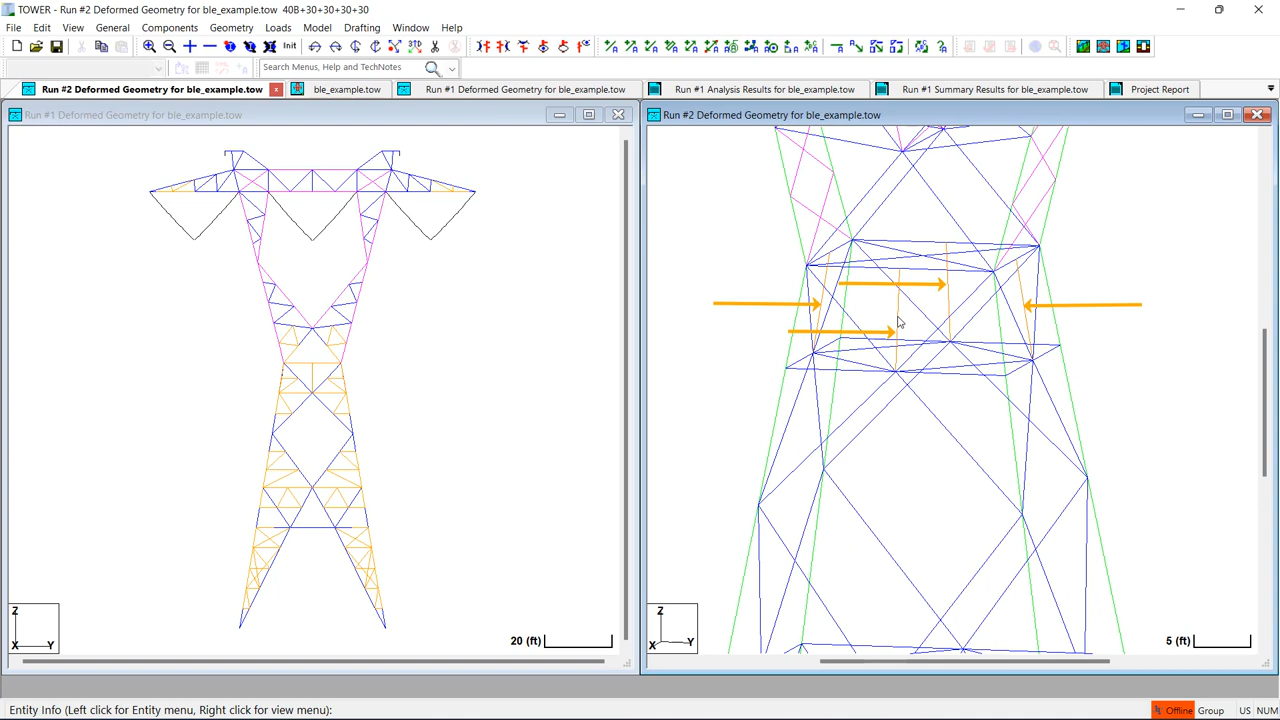 TOWER - Run #2 Deformed Geometry for ble_example.tow  40B+30+30+30+30
File Edit View General Components Geometry Loads Model Drafting Window Help
Init
Search Menus, Help and TechNotes
Run #2 Deformed Geometry for ble_example.tow x ble_example.tow Run #1 Deformed Geometry for ble_example.tow Run #1 Analysis Results for ble_example.tow Run #1 Summary Results for ble_example.tow Project Report
Run #1 Deformed Geometry for ble_example.tow
Z
X Y
20 (ft)
Run #2 Deformed Geometry for ble_example.tow
Z
X Y
5 (ft)
Entity Info (Left click for Entity menu, Right click for view menu):
Offline Group US NUM